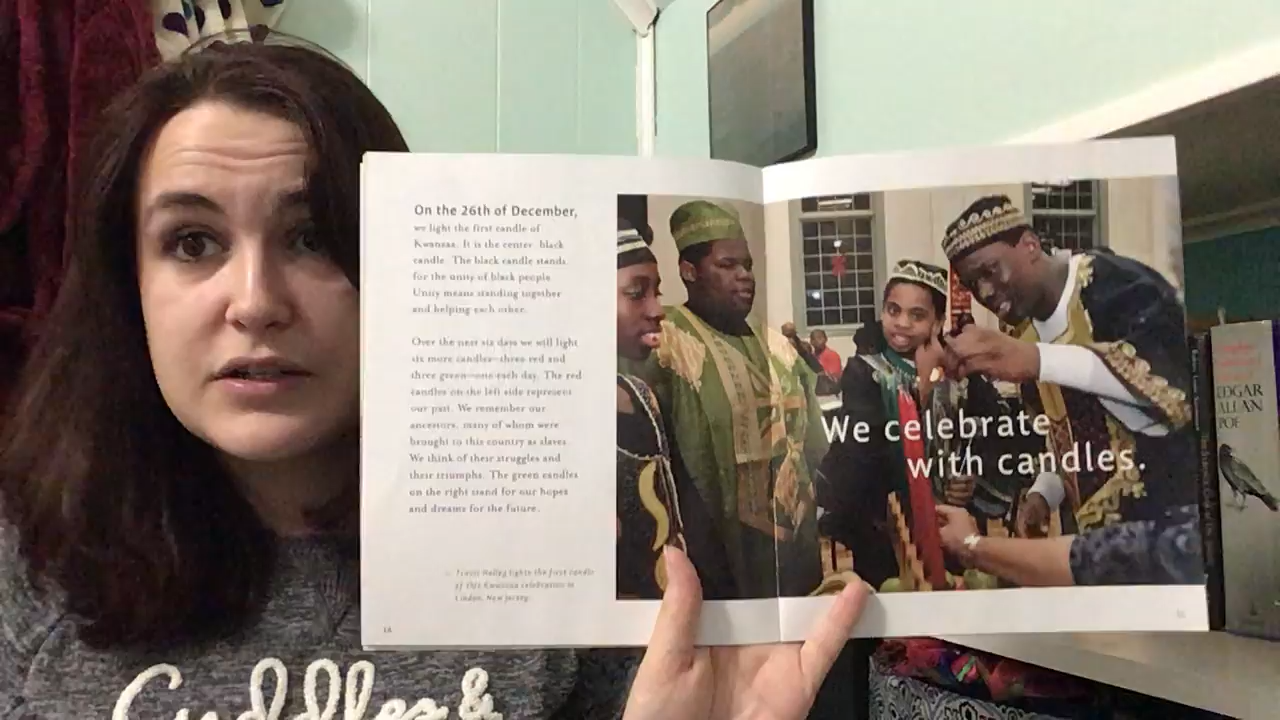 On the 26th of December,
we light the first candle of
Kwanzaa. It is the center black
candle. The black candle stands
for the unity of black people.
Unity means standing together
and helping each other.
Over the next six days we will light
six more candles—three red and
three green—one each day. The red
candles on the left side represent
our past. We remember our
ancestors, many of whom were
brought to this country as slaves.
We think of their struggles and
their triumphs. The green candles
on the right stand for our hopes
and dreams for the future.
lights the first candle
of this Kwanzaa celebration in
Linden, New Jersey.
We celebrate
with candles.
EDGAR
ALLAN
POE
Cuddles &